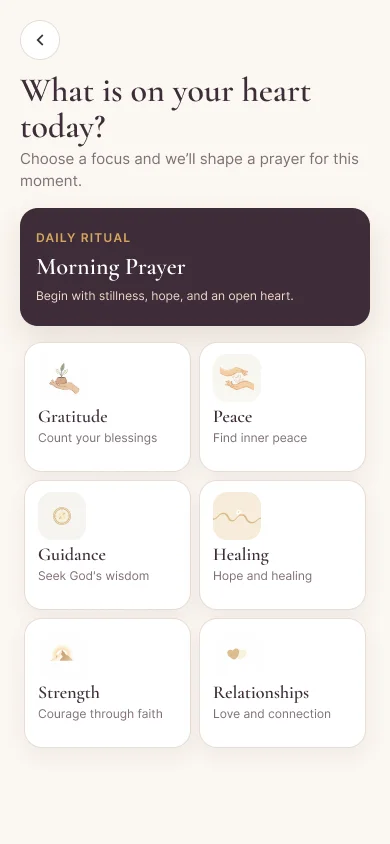 What is on your heart
today?
Choose a focus and we’ll shape a prayer for this
moment.
DAILY RITUAL
Morning Prayer
Begin with stillness, hope, and an open heart.
Gratitude
Count your blessings
Peace
Find inner peace
Guidance
Seek God's wisdom
Healing
Hope and healing
Strength
Courage through faith
Relationships
Love and connection